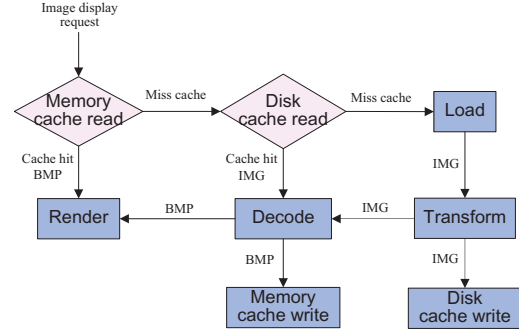 Image display
request
Memory
cache read
Miss cache
Disk
cache read
Miss cache
Load
Cache hit
BMP
Cache hit
IMG
IMG
Render
BMP
Decode
IMG
Transform
BMP
IMG
Memory
cache write
Disk
cache write